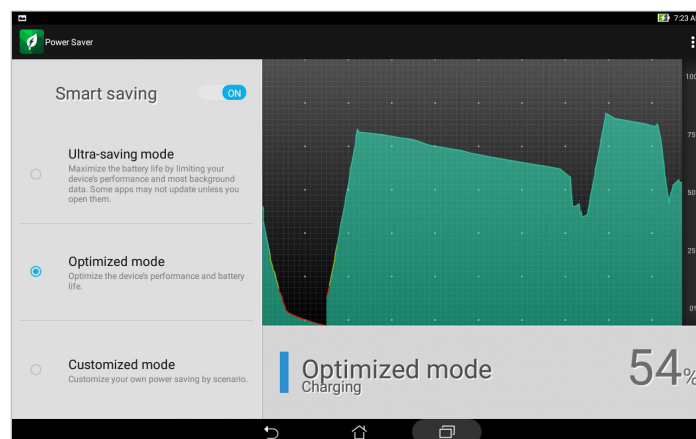 7:23 A
Power Saver
Smart saving
ON
Ultra-saving mode
Maximize the battery life by limiting your
device's performance and most background
data. Some apps may not update unless you
open them.
Optimized mode
Optimize the device's performance and battery
life.
Customized mode
Customize your own power saving by scenario.
100
75
50
25
0%
Optimized mode
Charging
54%